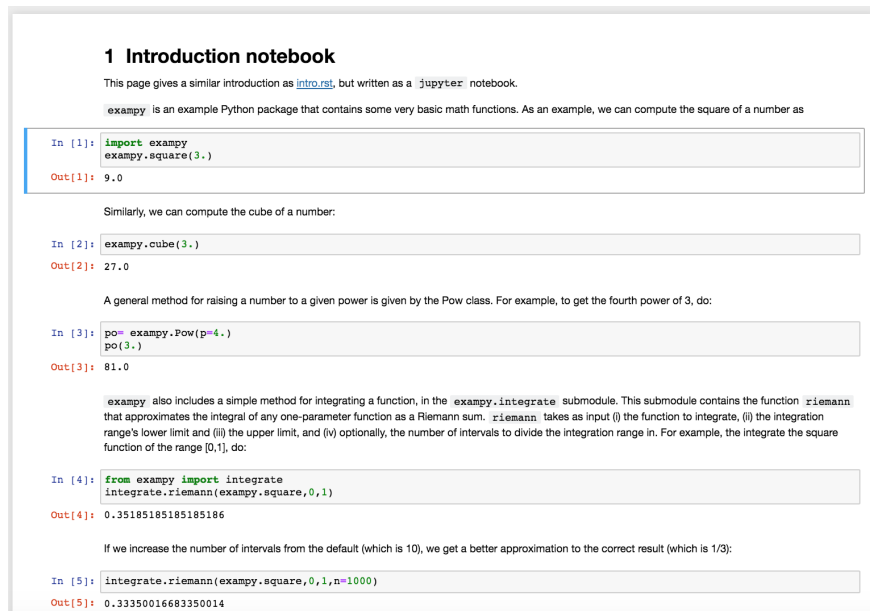 1 Introduction notebook
This page gives a similar introduction as intro.rst, but written as a jupyter notebook.
exampy is an example Python package that contains some very basic math functions. As an example, we can compute the square of a number as
In [1]: import exampy
exampy.square(3.)
Out[1]: 9.0
Similarly, we can compute the cube of a number:
In [2]: exampy.cube(3.)
Out[2]: 27.0
A general method for raising a number to a given power is given by the Pow class. For example, to get the fourth power of 3, do:
In [3]: po= exampy.Pow(p=4.)
po(3.)
Out[3]: 81.0
exampy also includes a simple method for integrating a function, in the exampy.integrate submodule. This submodule contains the function riemann
that approximates the integral of any one-parameter function as a Riemann sum. riemann takes as input (i) the function to integrate, (ii) the integration
range's lower limit and (iii) the upper limit, and (iv) optionally, the number of intervals to divide the integration range in. For example, the integrate the square
function of the range [0,1], do:
In [4]: from exampy import integrate
integrate.riemann(exampy.square,0,1)
Out[4]: 0.35185185185185186
If we increase the number of intervals from the default (which is 10), we get a better approximation to the correct result (which is 1/3):
In [5]: integrate.riemann(exampy.square,0,1,n=1000)
Out[5]: 0.33350016683350014